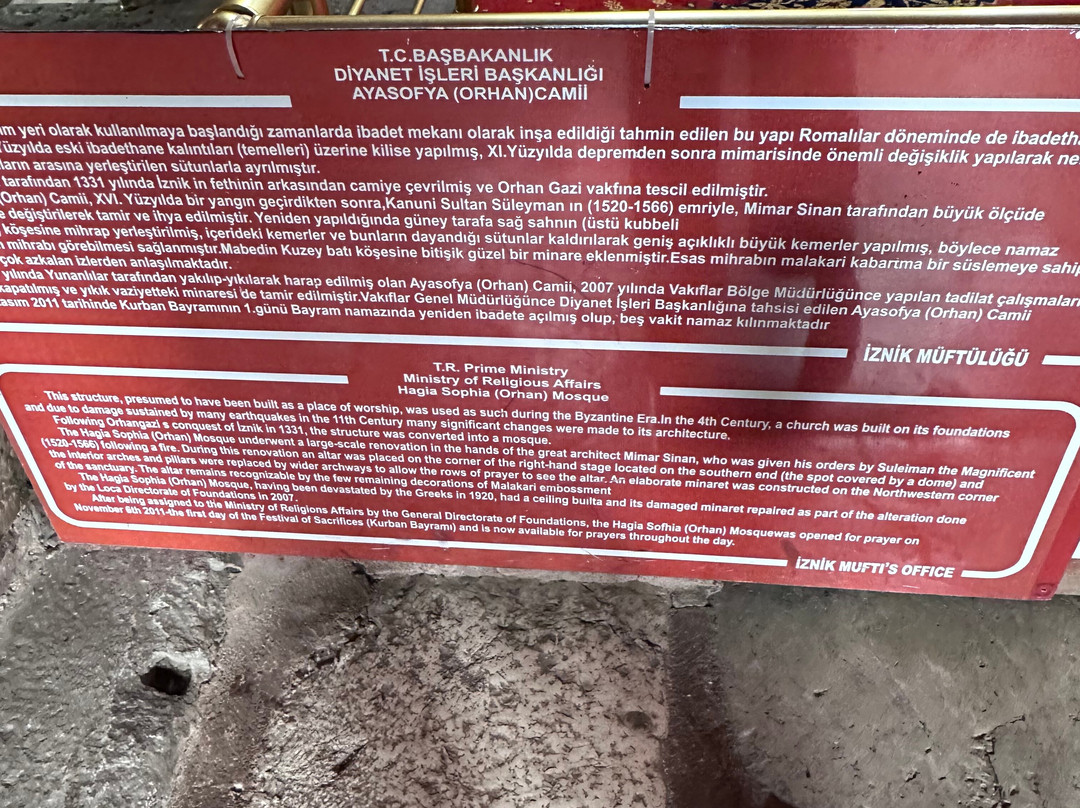 T.C.BAŞBAKANLIK
DİYANET İŞLERİ BAŞKANLIĞI
AYASOFYA (ORHAN)CAMİİ
yeri olarak kullanılmaya başlandığı zamanlarda ibadet mekanı olarak inşa edildiği tahmin edilen bu yapı Romalılar döneminde de
eski ibadethane kalıntıları (temelleri) üzerine kilise yapılmış, XI.Yüzyılda depremden sonra mimarisinde önemli değişiklik yapılarak
arasına yerleştirilen sütunlarla ayrılmıştır.
tarafından 1331 yılında İznik in fethinin arkasından camiye çevrilmiş ve Orhan Gazi vakfına tescil edilmiştir.
(Orhan) Camii, XVI. Yüzyılda bir yangın geçirdikten sonra,Kanuni Sultan Süleyman ın (1520-1566) emriyle, Mimar Sinan tarafından büyük ölçüde
değiştirilerek tamir ve ihya edilmiştir. Yeniden yapıldığında güney tarafa sağ sahnın (üstü kubbeli
köşesine mihrap yerleştirilmiş, içerideki kemerler ve bunların dayandığı sütunlar kaldırılarak geniş açıklıklı büyük kemerler yapılmış, böylece namaz
mihrabı görebilmesi sağlanmıştır.Mabedin Kuzey batı köşesine bitişik güzel bir minare eklenmiştir.Esas mihrabın malakari kabartma bir süslemeye
çok azkalan izlerden anlaşılmaktadır.
yılında Yunanlılar tarafından yakılıp-yıkılarak harap edilmiş olan Ayasofya (Orhan) Camii, 2007 yılında Vakıflar Bölge Müdürlüğünce yapılan tadilat
kapatılmış ve yıkık vaziyetteki minaresi de tamir edilmiştir.Vakıflar Genel Müdürlüğünce Diyanet İşleri Başkanlığına tahsisi edilen Ayasofya (Orhan) Camii
2011 tarihinde Kurban Bayramının 1.günü Bayram namazında yeniden ibadete açılmış olup, beş vakit namaz kılınmaktadır
İZNİK MÜFTÜLÜĞÜ
T.R. Prime Ministry
Ministry of Religious Affairs
Hagia Sophia (Orhan) Mosque
This structure, presumed to have been built as a place of worship, was used as such during the Byzantine Era.In the 4th Century, a church was built on its foundations
and due to damage sustained by many earthquakes in the 11th Century many significant changes were made to its architecture.
Following Orhangazi s conquest of İznik in 1331, the structure was converted into a mosque.
The Hagia Sophia (Orhan) Mosque underwent a large-scale renovation in the hands of the great architect Mimar Sinan, who was given his orders by Suleiman the Magnificent
(1520-1566) following a fire. During this renovation an altar was placed on the corner of the right-hand stage located on the southern end (the spot covered by a dome) and
the interior arches and pillars were replaced by wider archways to allow the rows of prayer to see the altar. An elaborate minaret was constructed on the Northwestern corner
of the sanctuary. The altar remains recognizable by the few remaining decorations of Malakari embossment
The Hagia Sophia (Orhan) Mosque, having been devastated by the Greeks in 1920, had a ceiling builta and its damaged minaret repaired as part of the alteration done
by the Loca Directorate of Foundations in 2007.
After being assigned to the Ministry of Religions Affairs by the General Directorate of Foundations, the Hagia Sofhia (Orhan) Mosquewas opened for prayer on
November 6th 2011-the first day of the Festival of Sacrifices (Kurban Bayramı) and is now available for prayers throughout the day.
İZNİK MUFTI'S OFFICE